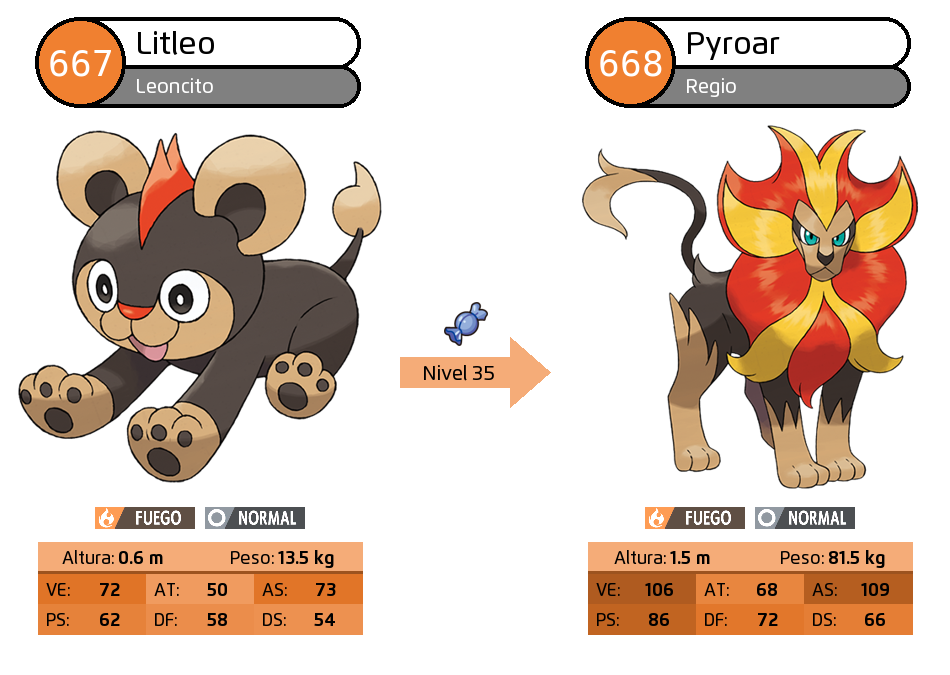 667 Litleo
Leoncito
668 Pyroar
Regio
Nivel 35
FUEGO NORMAL
Altura: 0.6 m Peso: 13.5 kg
VE: 72 AT: 50 AS: 73
PS: 62 DF: 58 DS: 54
FUEGO NORMAL
Altura: 1.5 m Peso: 81.5 kg
VE: 106 AT: 68 AS: 109
PS: 86 DF: 72 DS: 66